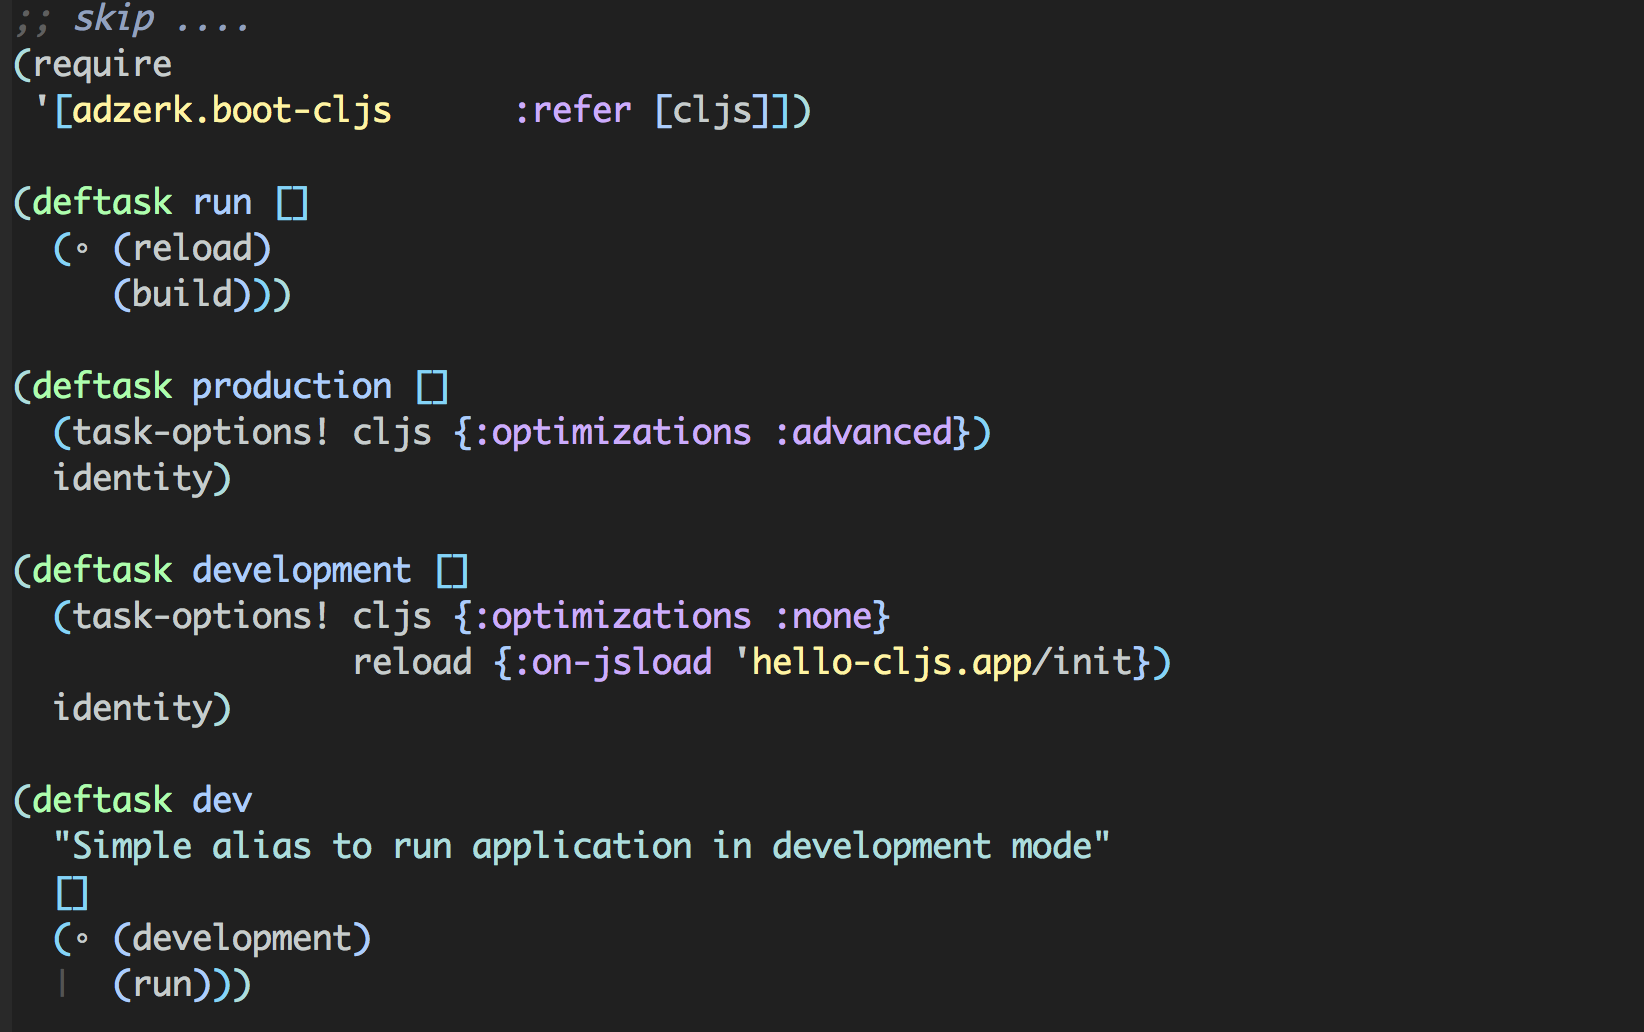 ;; skip ....
(require
 '[adzerk.boot-cljs      :refer [cljs]])

(deftask run []
  (∘ (reload)
     (build)))

(deftask production []
  (task-options! cljs {:optimizations :advanced})
  identity)

(deftask development []
  (task-options! cljs {:optimizations :none}
                 reload {:on-jsload 'hello-cljs.app/init})
  identity)

(deftask dev
  "Simple alias to run application in development mode"
  []
  (∘ (development)
     (run)))